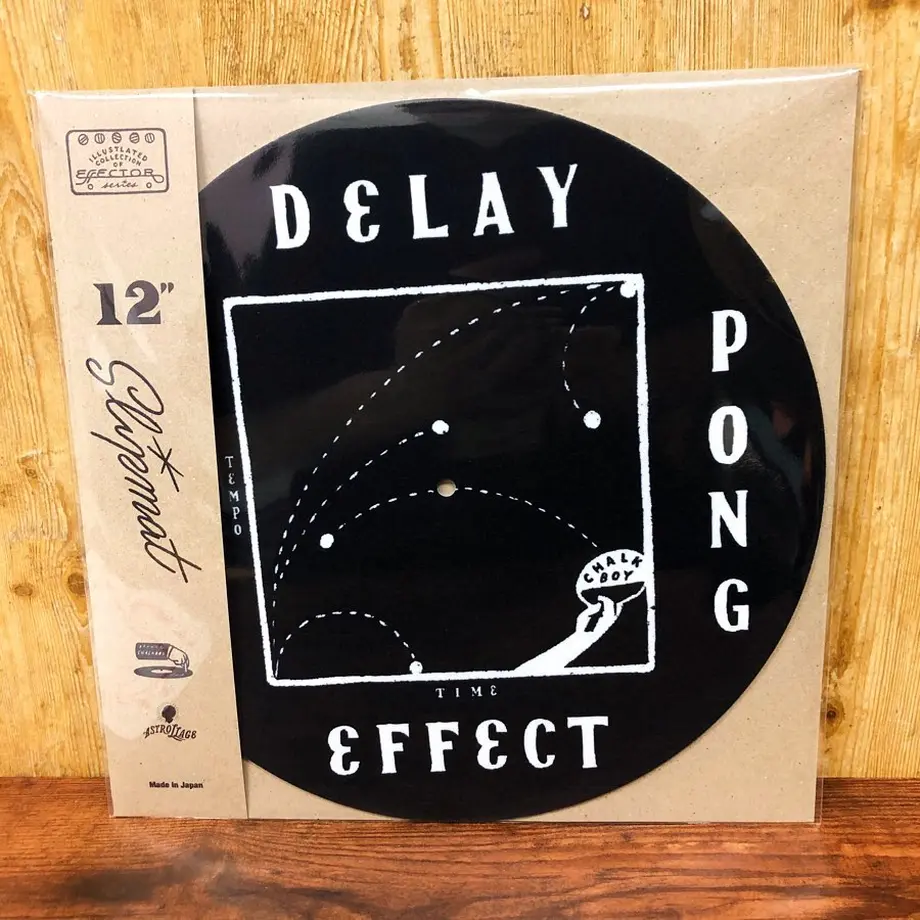 ILLUSTLATED
COLLECTION
OF
EFFECTOR
series
12"
Slipmat
ASTROLLAGE
Made in Japan
DELAY
PONG
TEMPO
CHALK
BOY
TIME
EFFECT